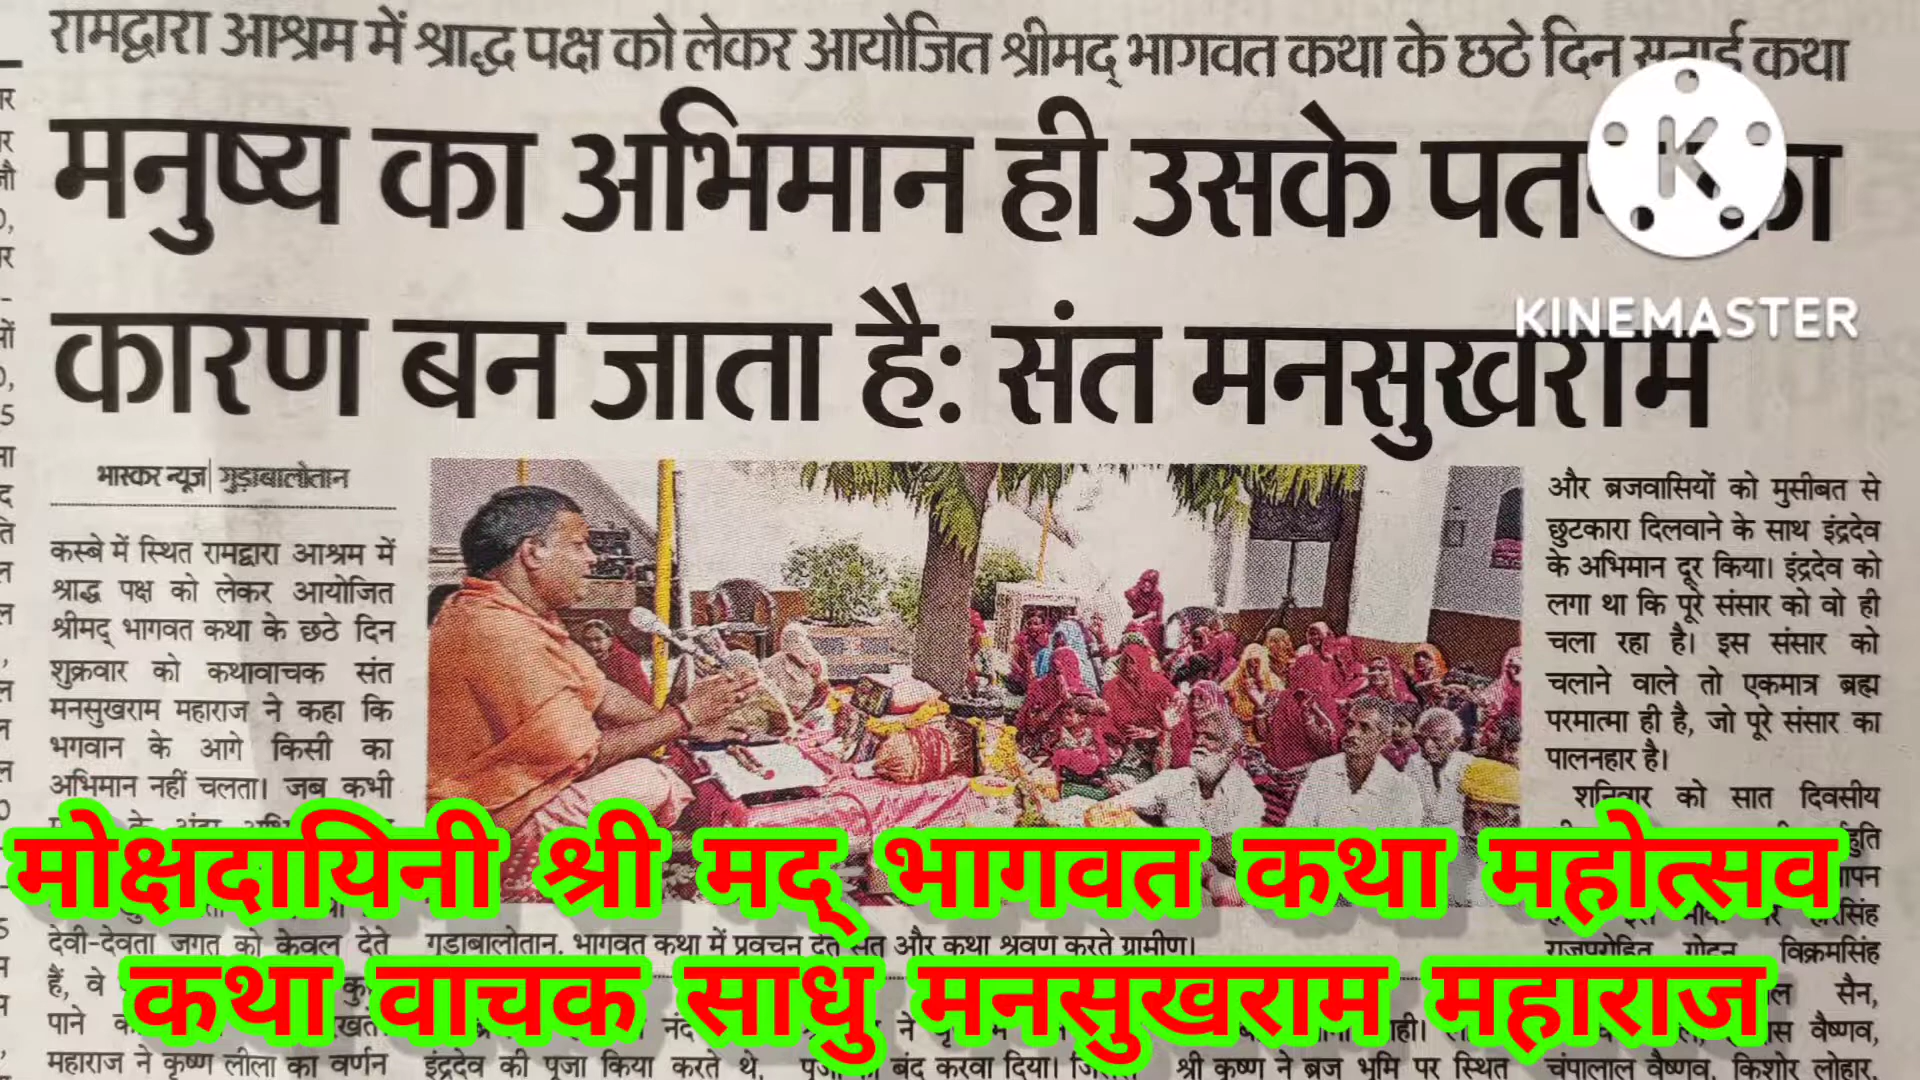 रामद्वारा आश्रम में श्राद्ध पक्ष को लेकर आयोजित श्रीमद् भागवत कथा के छठे दिन सुनाई कथा
मनुष्य का अभिमान ही उसके का
कारण बन जाता है: संत मनसुखराम
KINEMASTER
भास्कर न्यूज | गुड़ाबालोतान
कस्बे में स्थित रामद्वारा आश्रम में
श्राद्ध पक्ष को लेकर आयोजित
श्रीमद् भागवत कथा के छठे दिन
शुक्रवार को कथावाचक संत
मनसुखराम महाराज ने कहा कि
भगवान के आगे किसी का
अभिमान नहीं चलता। जब कभी
देवी-देवता जगत को केवल देते
हैं, वे
पाने
महाराज ने कृष्ण लीला का वर्णन
गुडाबालोतान. भागवत कथा में प्रवचन देते संत और कथा श्रवण करते ग्रामीण।
इंद्रदेव की पूजा किया करते थे,
बंद करवा दिया।
श्री कृष्ण ने ब्रज भूमि पर स्थित
और ब्रजवासियों को मुसीबत से
छुटकारा दिलवाने के साथ इंद्रदेव
के अभिमान दूर किया। इंद्रदेव को
लगा था कि पूरे संसार को वो ही
चला रहा है। इस संसार को
चलाने वाले तो एकमात्र ब्रह्म
परमात्मा ही है, जो पूरे संसार का
पालनहार है।
शनिवार को सात दिवसीय
विक्रमसिंह
सैन,
वैष्णव,
चंपालाल वैष्णव, किशोर लोहार,
मोक्षदायिनी श्री मद् भागवत कथा महोत्सव
कथा वाचक साधु मनसुखराम महाराज